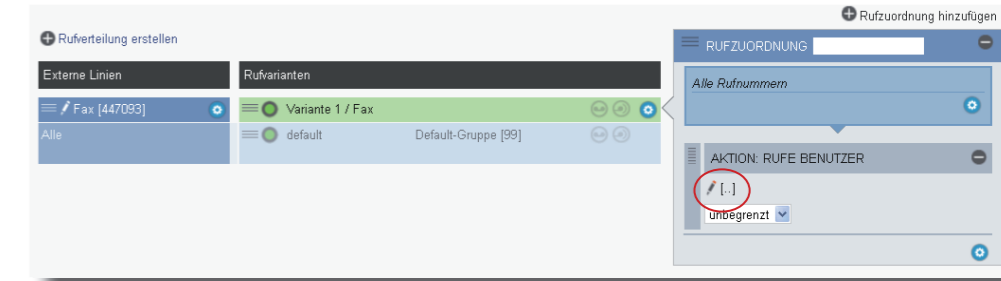 Rufzuordnung hinzufügen
Rufverteilung erstellen
RUFZUORDNUNG
Externe Linien
Rufvarianten
Alle Rufnummern
Fax [447093]
Variante 1 / Fax
Alle
default Default-Gruppe [99]
AKTION: RUFE BENUTZER
[..]
unbegrenzt